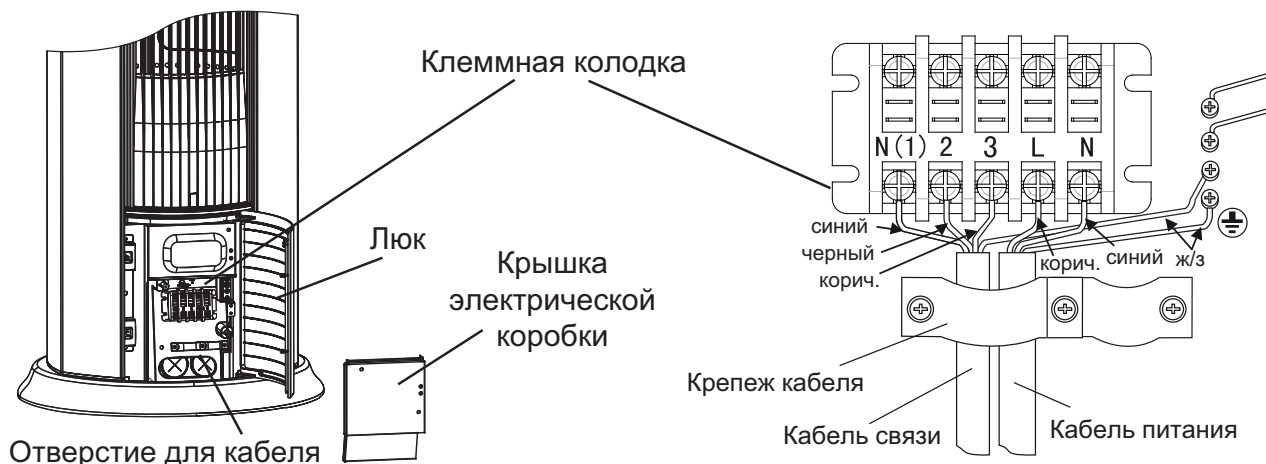 Клеммная колодка
Люк
Крышка
электрической
коробки
Отверстие для кабеля
N(1) 2 3 L N
синий
черный
корич.
корич.
синий
ж/з
Крепеж кабеля
Кабель связи
Кабель питания